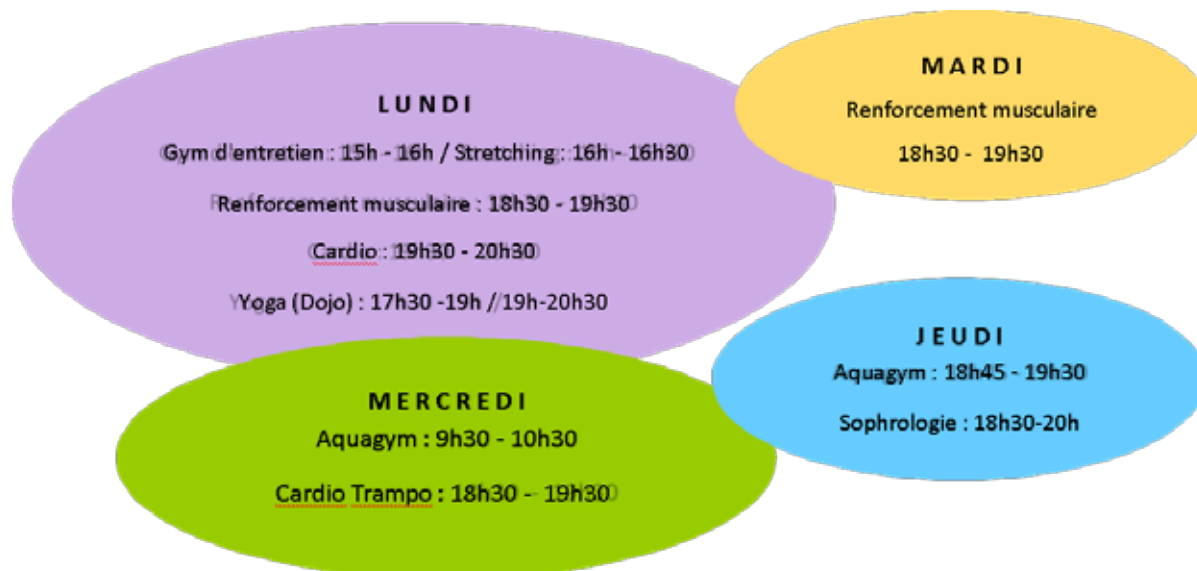 LUNDI
Gym d'entretien : 15h - 16h / Stretching : 16h - 16h30
Renforcement musculaire : 18h30 - 19h30
Cardio : 19h30 - 20h30
Yoga (Dojo) : 17h30 -19h // 19h-20h30
MARDI
Renforcement musculaire
18h30 - 19h30
MERCREDI
Aquagym : 9h30 - 10h30
Cardio Trampo : 18h30 - 19h30
JEUDI
Aquagym : 18h45 - 19h30
Sophrologie : 18h30-20h